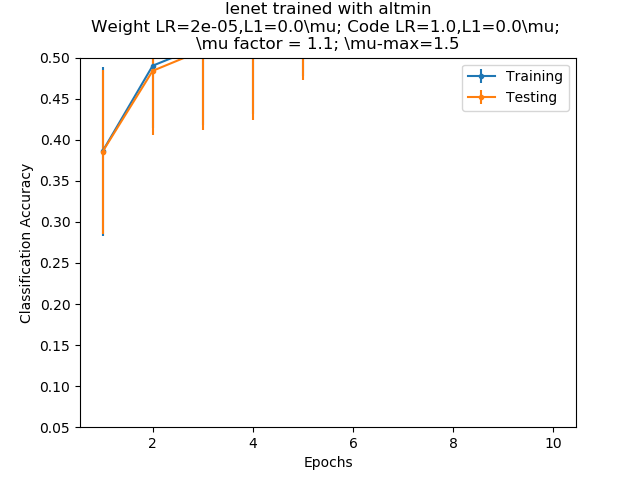 lenet trained with altmin
Weight LR=2e-05,L1=0.0\mu; Code LR=1.0,L1=0.0\mu;
\mu factor = 1.1; \mu-max=1.5
0.50
0.45
0.40
0.35
0.30
0.25
0.20
0.15
0.10
0.05
Classification Accuracy
Training
Testing
2 4 6 8 10
Epochs